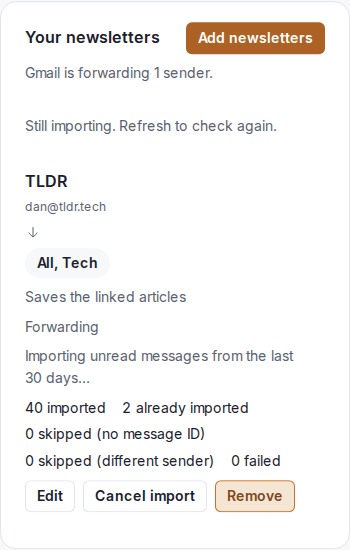 Your newsletters
Add newsletters
Gmail is forwarding 1 sender.
Still importing. Refresh to check again.
TLDR
dan@tldr.tech
↓
All, Tech
Saves the linked articles
Forwarding
Importing unread messages from the last
30 days...
40 imported 2 already imported
0 skipped (no message ID)
0 skipped (different sender) 0 failed
Edit Cancel import Remove